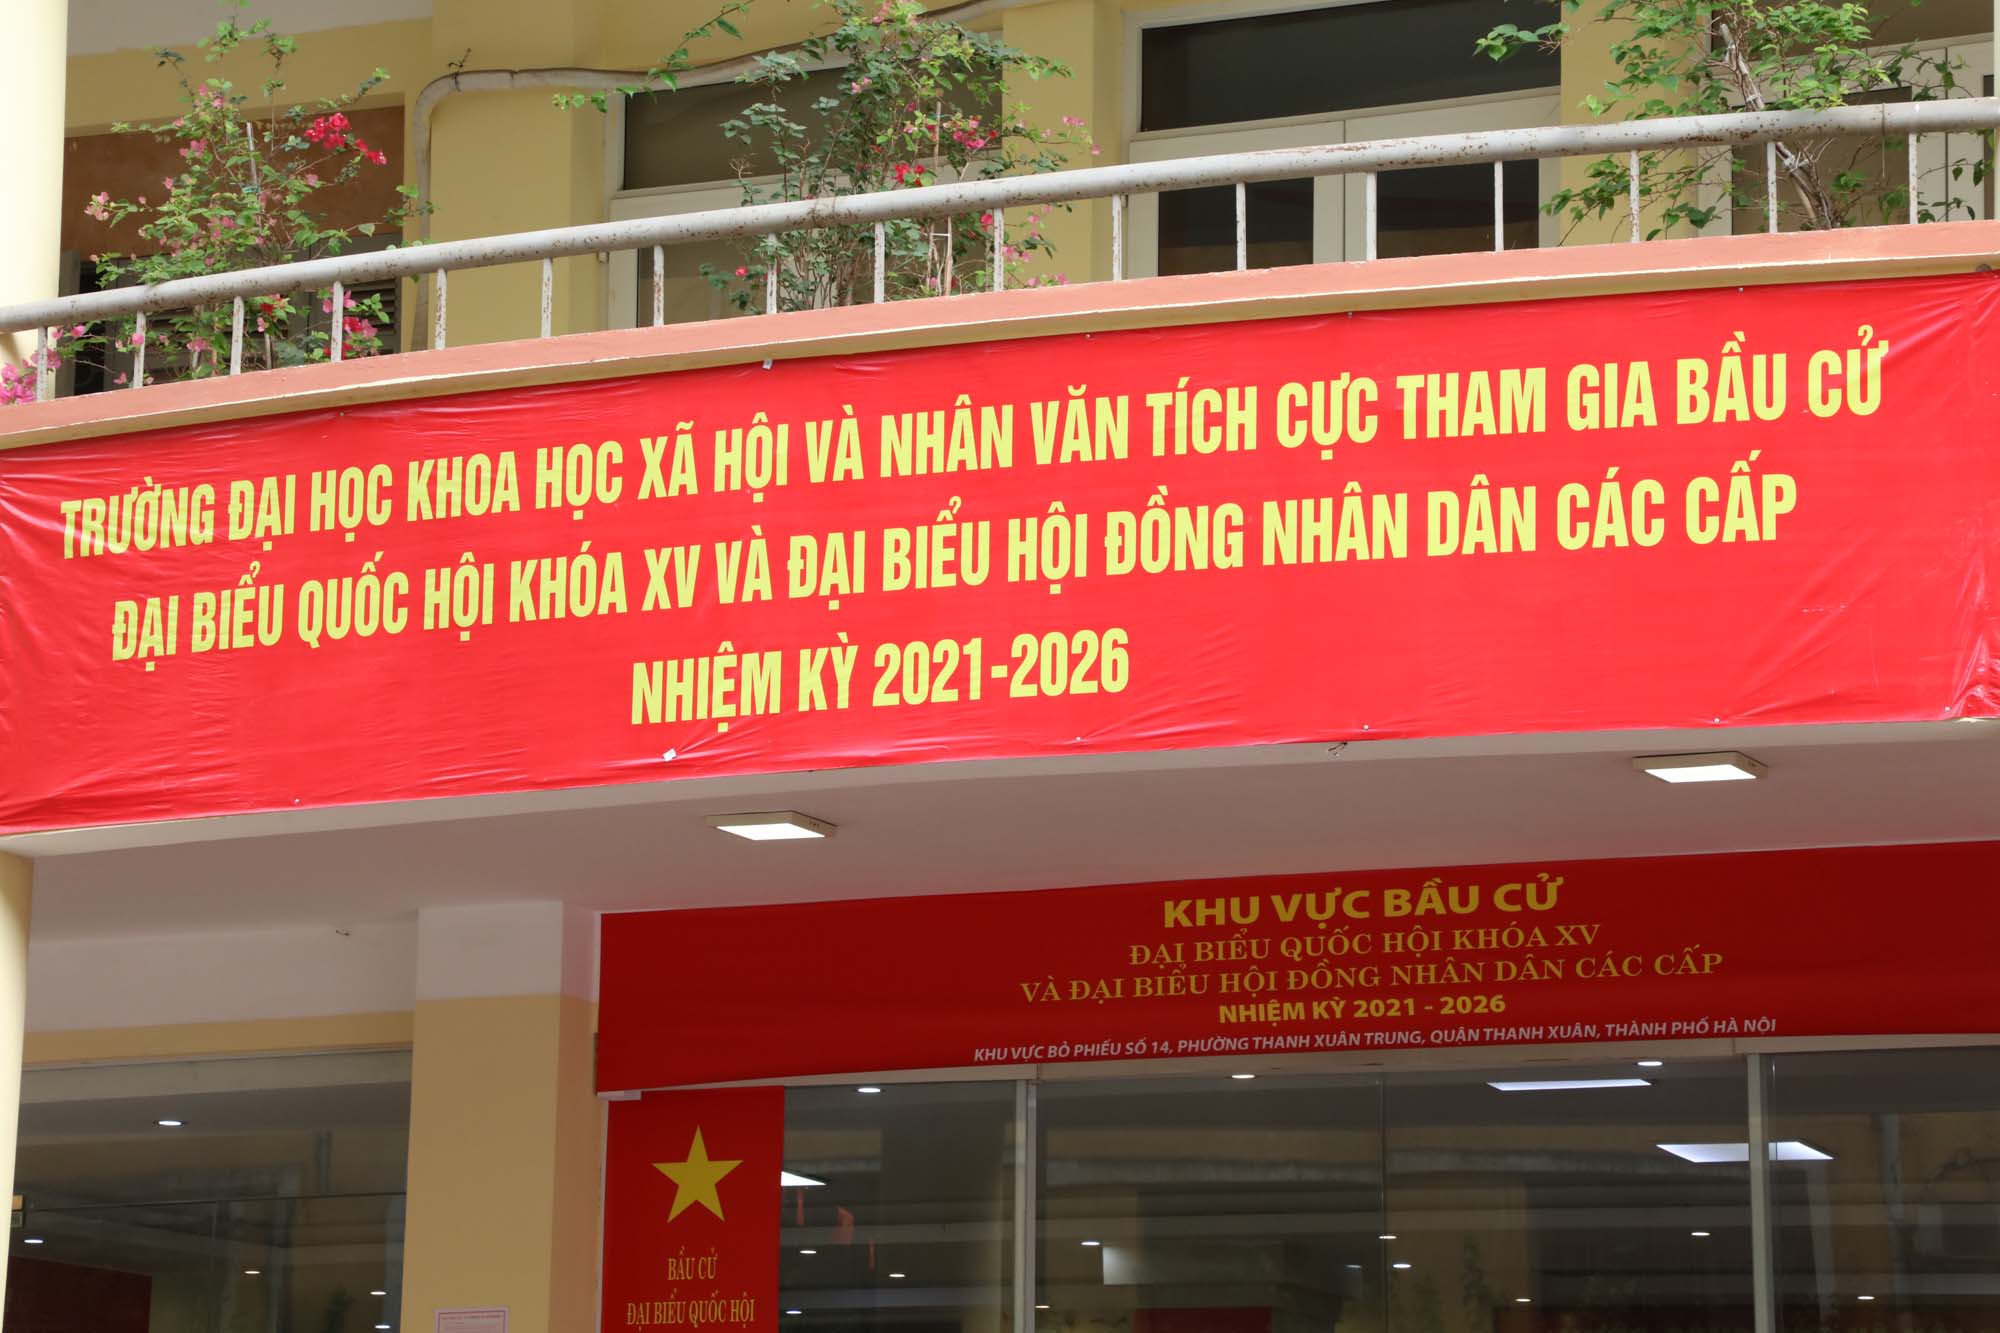 TRƯỜNG ĐẠI HỌC KHOA HỌC XÃ HỘI VÀ NHÂN VĂN TÍCH CỰC THAM GIA BẦU CỬ
ĐẠI BIỂU QUỐC HỘI KHÓA XV VÀ ĐẠI BIỂU HỘI ĐỒNG NHÂN DÂN CÁC CẤP
NHIỆM KỲ 2021-2026
KHU VỰC BẦU CỬ
ĐẠI BIỂU QUỐC HỘI KHÓA XV
VÀ ĐẠI BIỂU HỘI ĐỒNG NHÂN DÂN CÁC CẤP
NHIỆM KỲ 2021 - 2026
KHU VỰC BỎ PHIẾU SỐ 14, PHƯỜNG THANH XUÂN TRUNG, QUẬN THANH XUÂN, THÀNH PHỐ HÀ NỘI
BẦU CỬ
ĐẠI BIỂU QUỐC HỘI